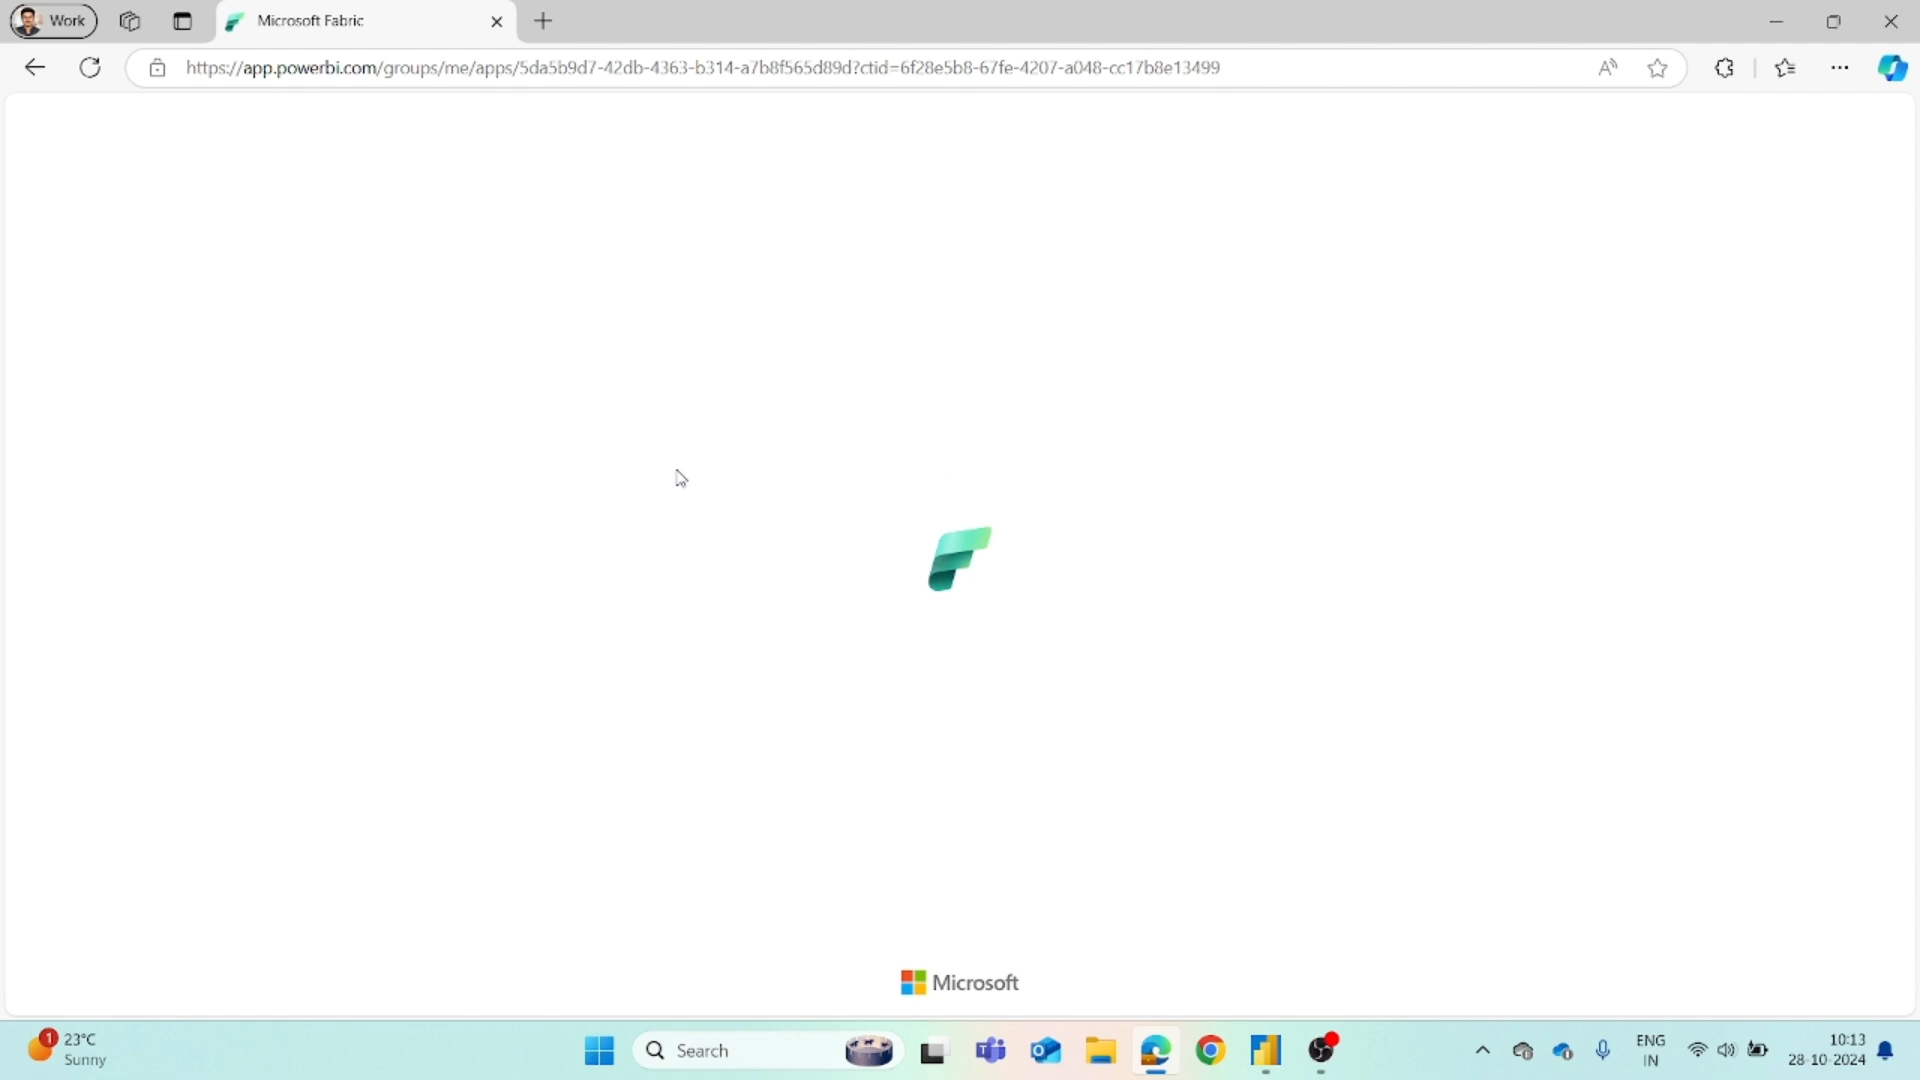 Work
Microsoft Fabric
https://app.powerbi.com/groups/me/apps/5da5b9d7-42db-4363-b314-a7b8f565d89d?ctid=6f28e5b8-67fe-4207-a048-cc17b8e13499
Microsoft
1
23°C
Sunny
Search
ENG
IN
10:13
28-10-2024